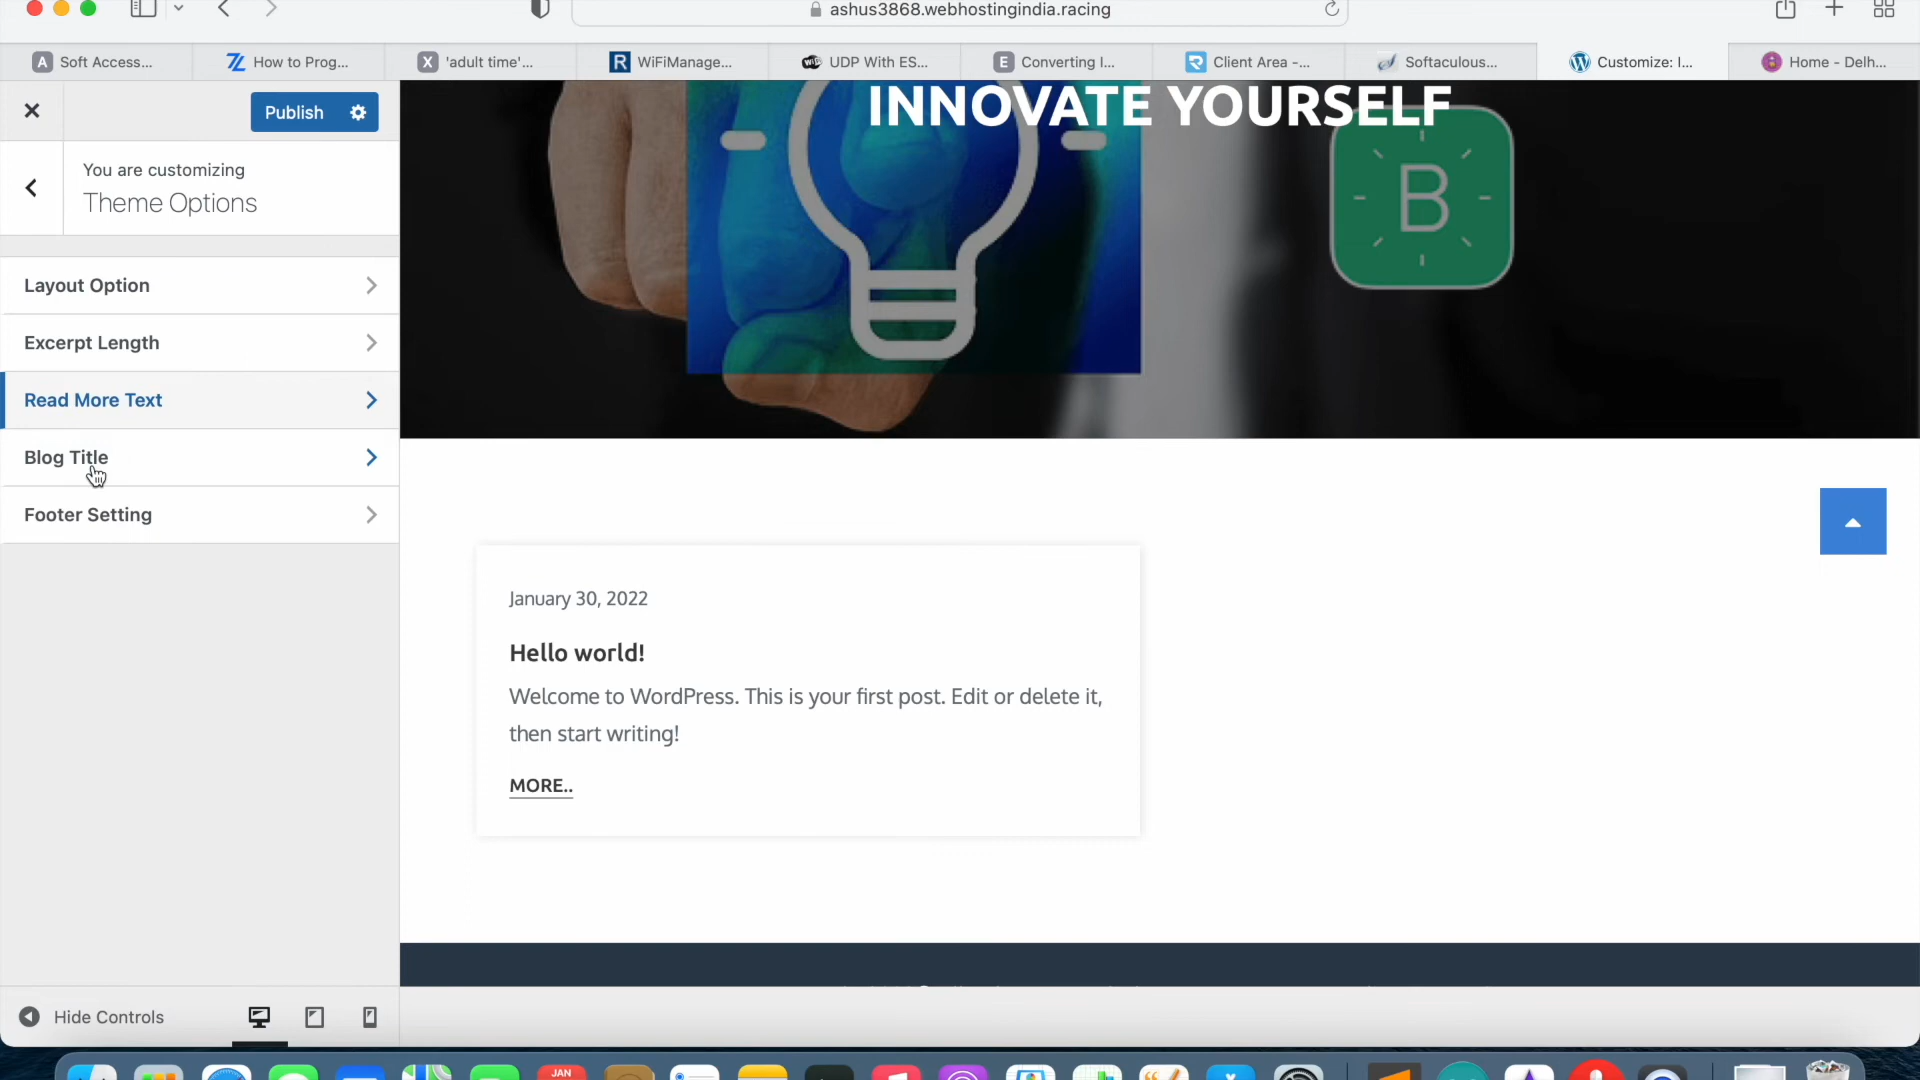 ashus3868.webhostingindia.racing
A Soft Access...
How to Prog...
X 'adult time'...
R WiFiManage...
UDP With ES...
E Converting I...
Client Area -...
Softaculous...
Customize: I...
Home - Delh...
Publish
You are customizing
Theme Options
Layout Option
Excerpt Length
Read More Text
Blog Title
Footer Setting
INNOVATE YOURSELF
B
January 30, 2022
Hello world!
Welcome to WordPress. This is your first post. Edit or delete it,
then start writing!
MORE..
Hide Controls
JAN